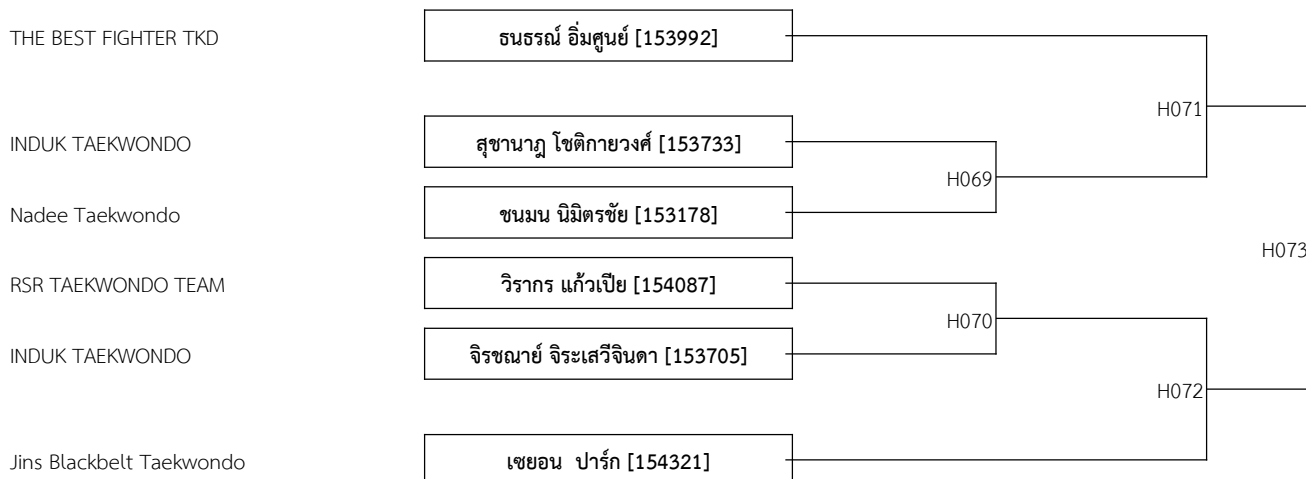 THE BEST FIGHTER TKD
ธนธรณ์ อิ่มศูนย์ [153992]
H071
INDUK TAEKWONDO
สุชานาฎ โชติกายวงศ์ [153733]
H069
Nadee Taekwondo
ชนมน นิมิตรชัย [153178]
H073
RSR TAEKWONDO TEAM
วิรากร แก้วเปีย [154087]
H070
INDUK TAEKWONDO
จิรชณาย์ จิระเสวีจินดา [153705]
H072
Jins Blackbelt Taekwondo
เซยอน ปาร์ก [154321]